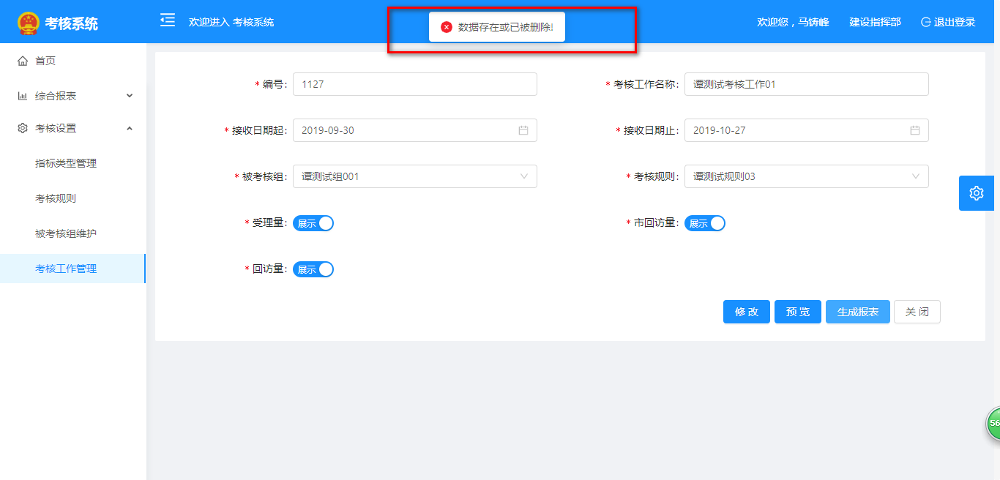 考核系统
欢迎进入 考核系统
数据存在或已被删除!
欢迎您，马铸峰
建设指挥部
退出登录
首页
综合报表
考核设置
指标类型管理
考核规则
被考核组维护
考核工作管理
* 编号: 1127
* 考核工作名称: 谭测试考核工作01
* 接收日期起: 2019-09-30
* 接收日期止: 2019-10-27
* 被考核组: 谭测试组001
* 考核规则: 谭测试规则03
* 受理量: 展示
* 市回访量: 展示
* 回访量: 展示
修 改
预 览
生成报表
关 闭
56